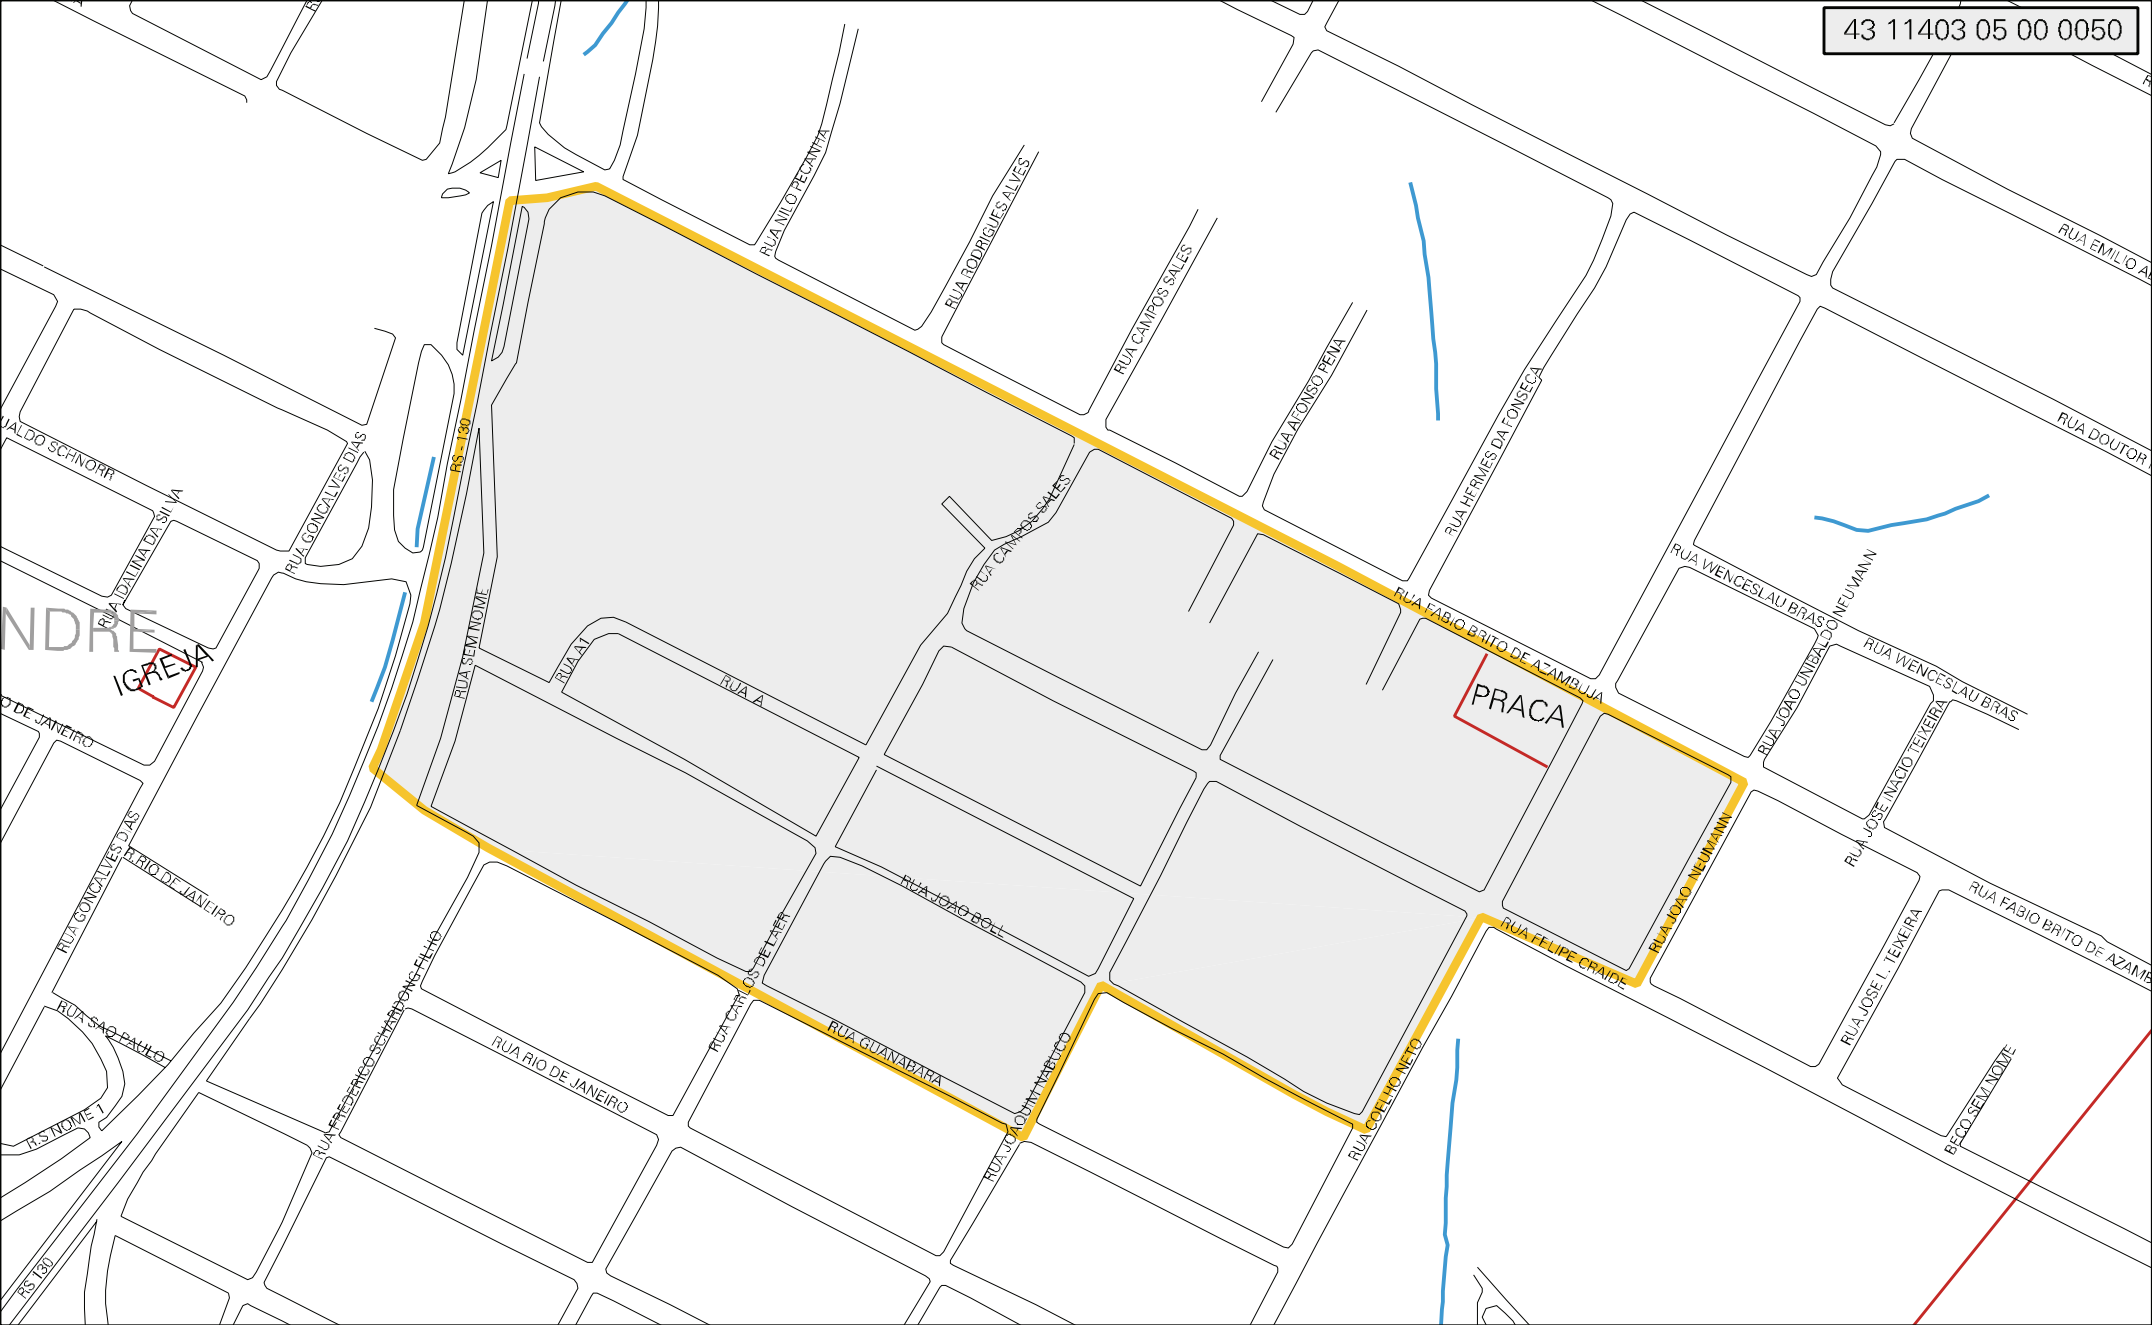 43 11403 05 00 0050
RUA NILO PECANHA
RUA RODRIGUES ALVES
RUA CAMPOS SALES
RUA AFONSO PENA
RUA HERMES DA FONSECA
RUA EMILIO AL
RUA DOUTOR
RS - 130
UALDO SCHNORR
RUA GONCALVES DIAS
RUA IDALINA DA SILVA
NDRE
IGREJA
O DE JANEIRO
RUA CAMPOS SALES
RUA SEM NOME
RUA A1
RUA A
RUA FABIO BRITO DE AZAMBUJA
PRACA
RUA WENCESLAU BRAS
RUA WENCESLAU BRAS
RUA JOAO UNIBALDO NEUMANN
RUA JOSE INACIO TEIXEIRA
RUA JOAO NEUMANN
RUA FELIPE CRAIDE
RUA JOAO BOLL
RUA FABIO BRITO DE AZAMB
RUA JOSE L. TEIXEIRA
BECO SEM NOME
RUA GONCALVES DIAS
R.RIO DE JANEIRO
RUA SAO PAULO
R.S NOME 1
RS 130
RUA FREDERICO SCHARDONG FILHO
RUA RIO DE JANEIRO
RUA CARLOS DE LAER
RUA GUANABARA
RUA JOAQUIM NABUCO
RUA COELHO NETO